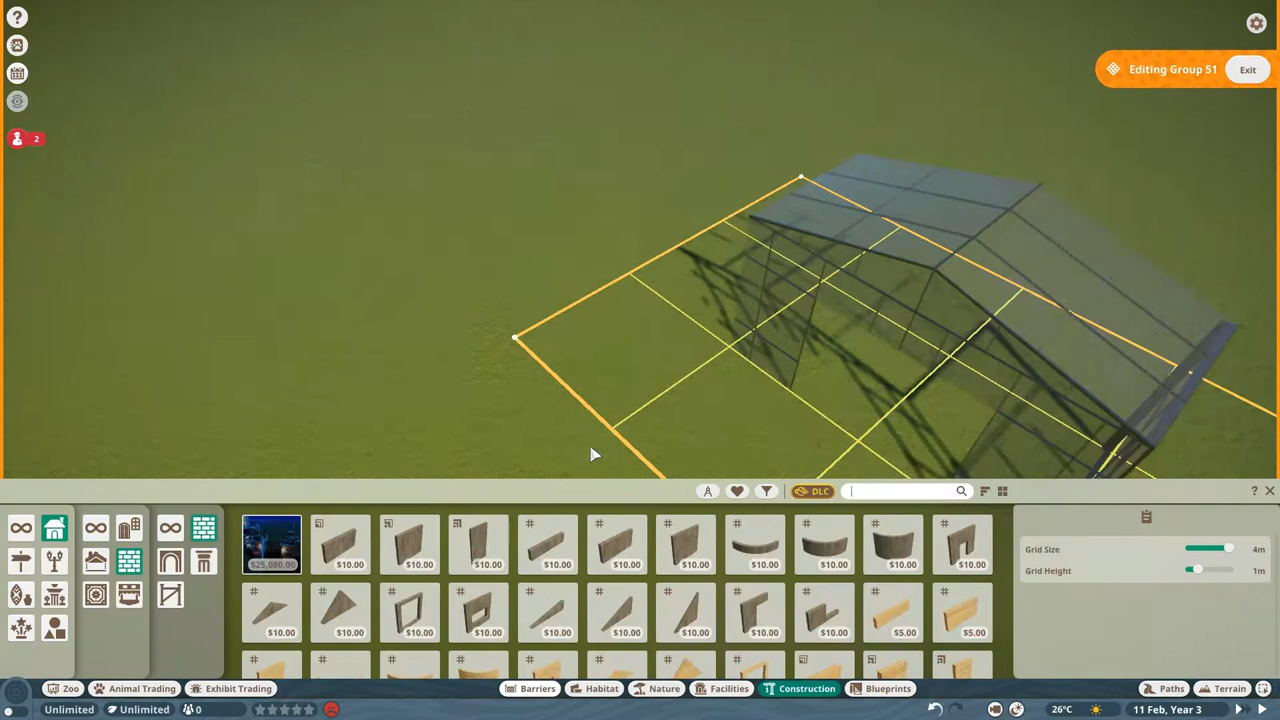 ?
Editing Group 51
Exit
2
DLC
? ×
$25,080.00
$10.00
$10.00
$10.00
$10.00
$10.00
$10.00
$10.00
$10.00
$10.00
$10.00
Grid Size
4m
Grid Height
1m
$10.00
$10.00
$10.00
$10.00
$10.00
$10.00
$10.00
$10.00
$10.00
$5.00
$5.00
Zoo
Animal Trading
Exhibit Trading
Barriers
Habitat
Nature
Facilities
Construction
Blueprints
Paths
Terrain
Unlimited
Unlimited
0
26°C
11 Feb, Year 3